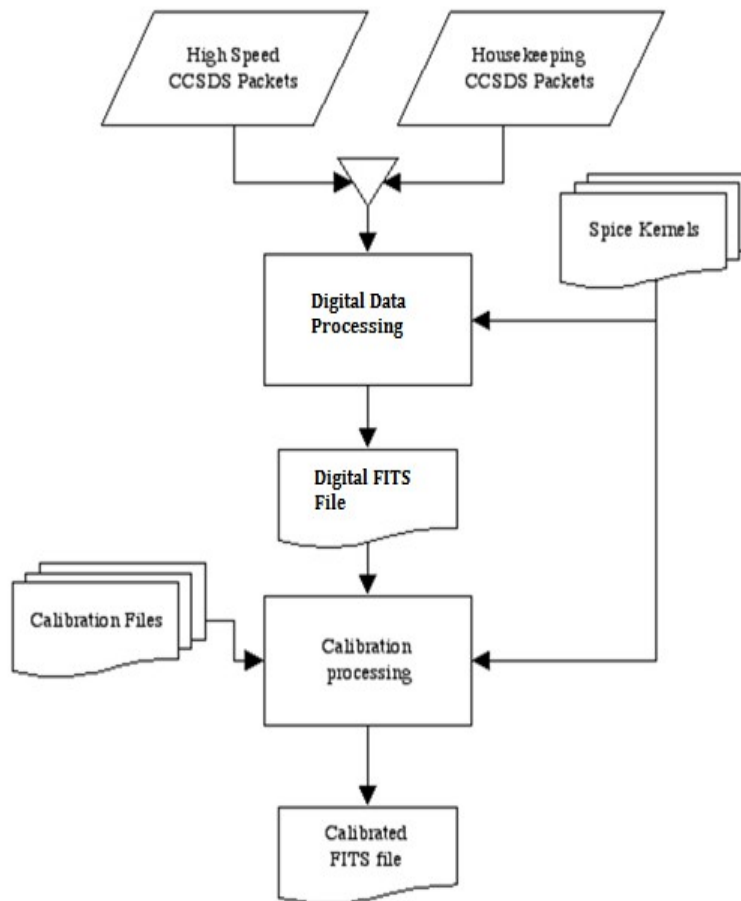 High Speed
CCSDS Packets
Housekeeping
CCSDS Packets
Spice Kernels
Digital Data
Processing
Digital FITS
File
Calibration Files
Calibration
processing
Calibrated
FITS file